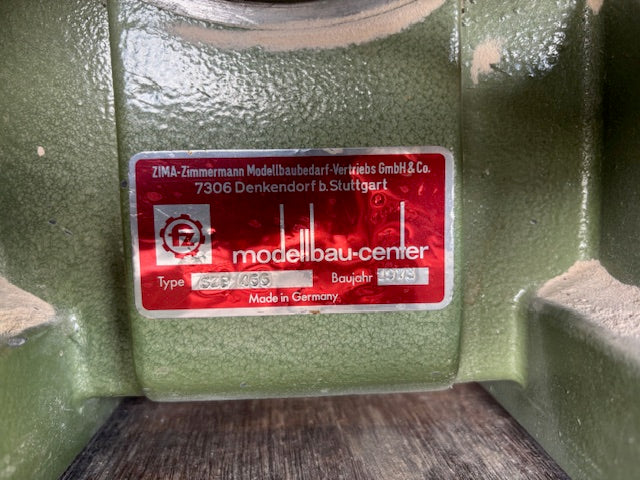 ZIMA-Zimmermann Modellbaubedarf-Vertriebs GmbH & Co.
7306 Denkendorf b. Stuttgart
fz
modellbau-center
Type
Baujahr
Made in Germany